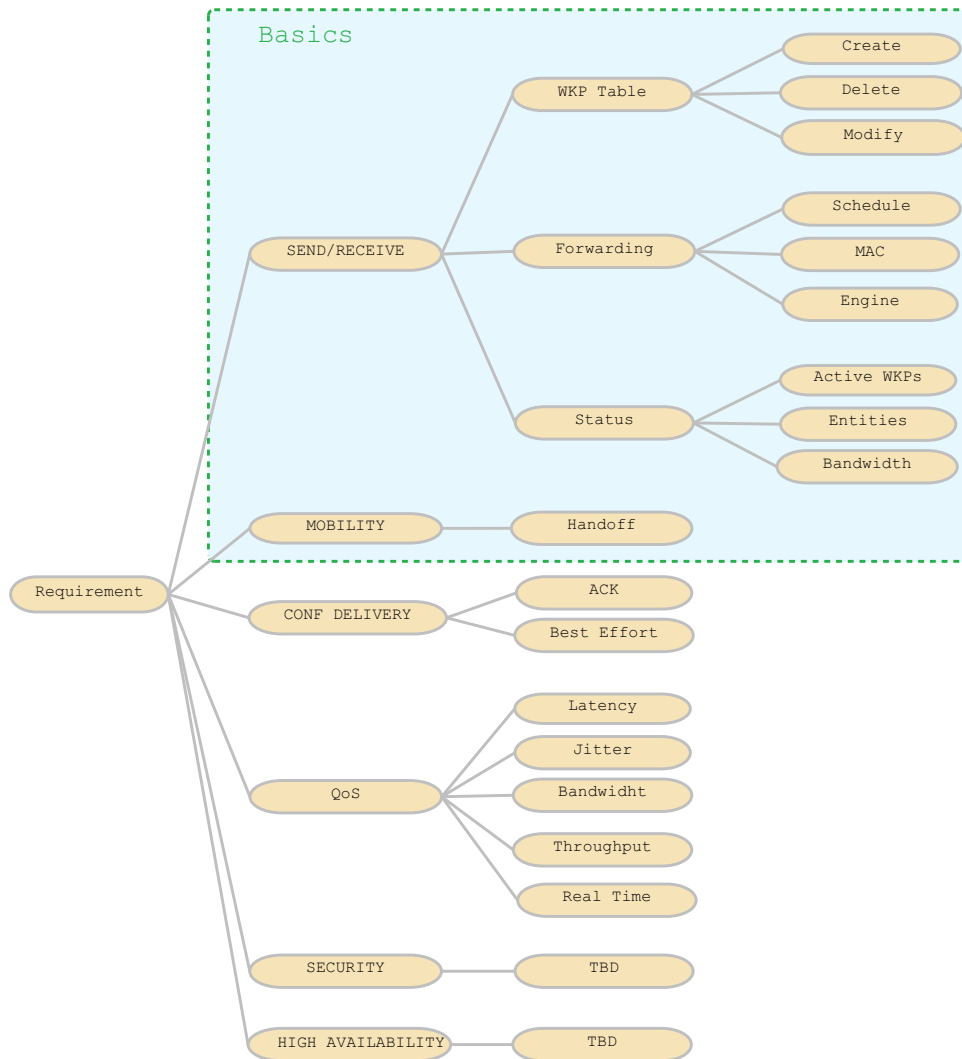 Basics
Create
WKP Table
Delete
Modify
Schedule
SEND/RECEIVE
Forwarding
MAC
Engine
Active WKPs
Status
Entities
Bandwidth
MOBILITY
Handoff
Requirement
ACK
CONF DELIVERY
Best Effort
Latency
Jitter
QoS
Bandwidht
Throughput
Real Time
SECURITY
TBD
HIGH AVAILABILITY
TBD